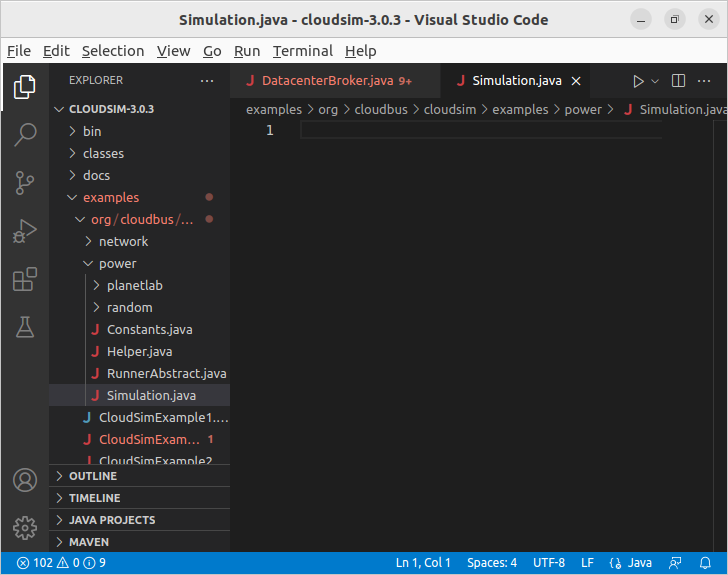 Simulation.java - cloudsim-3.0.3 - Visual Studio Code
File Edit Selection View Go Run Terminal Help
EXPLORER
DatacenterBroker.java 9+
Simulation.java
CLOUDSIM-3.0.3
examples > org > cloudbus > cloudsim > examples > power > Simulation.java
1
bin
classes
docs
examples
org/cloudbus/...
network
power
planetlab
random
Constants.java
Helper.java
RunnerAbstract.java
Simulation.java
CloudSimExample1....
CloudSimExam... 1
CloudSimExample2
OUTLINE
TIMELINE
JAVA PROJECTS
MAVEN
102 0 9 Ln 1, Col 1 Spaces: 4 UTF-8 LF {} Java